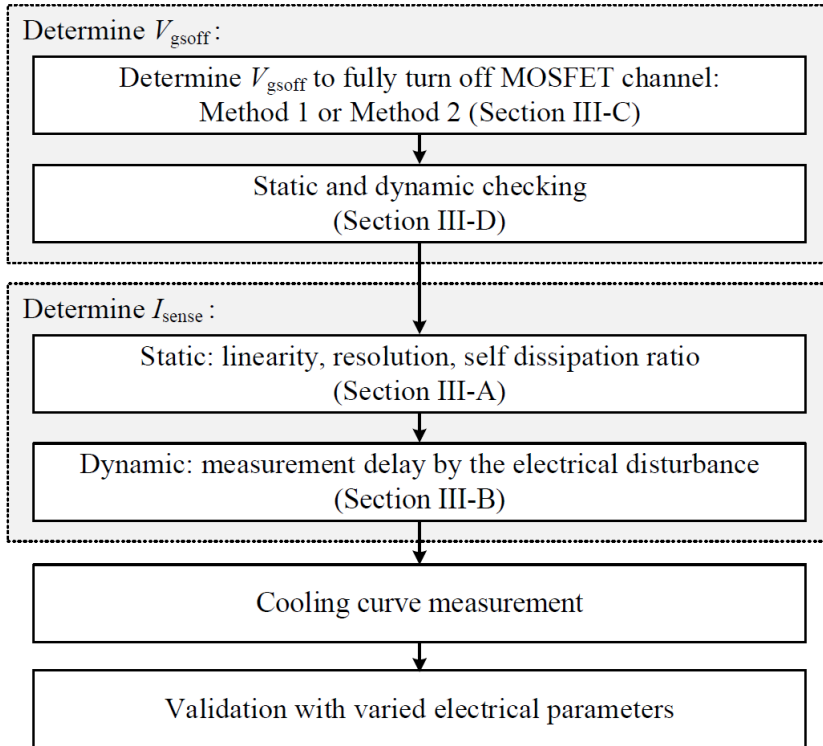 Determine Vgsoff :
Determine Vgsoff to fully turn off MOSFET channel:
Method 1 or Method 2 (Section III-C)
Static and dynamic checking
(Section III-D)
Determine Isense :
Static: linearity, resolution, self dissipation ratio
(Section III-A)
Dynamic: measurement delay by the electrical disturbance
(Section III-B)
Cooling curve measurement
Validation with varied electrical parameters